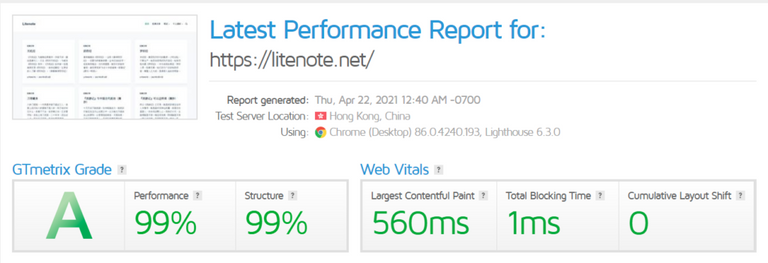 Litenote
Latest Performance Report for:
https://litenote.net/
Report generated: Thu, Apr 22, 2021 12:40 AM -0700
Test Server Location: Hong Kong, China
Using: Chrome (Desktop) 86.0.4240.193, Lighthouse 6.3.0
GTmetrix Grade ?
Web Vitals ?
A
Performance ?
99%
Structure ?
99%
Largest Contentful Paint ?
560ms
Total Blocking Time ?
1ms
Cumulative Layout Shift ?
0